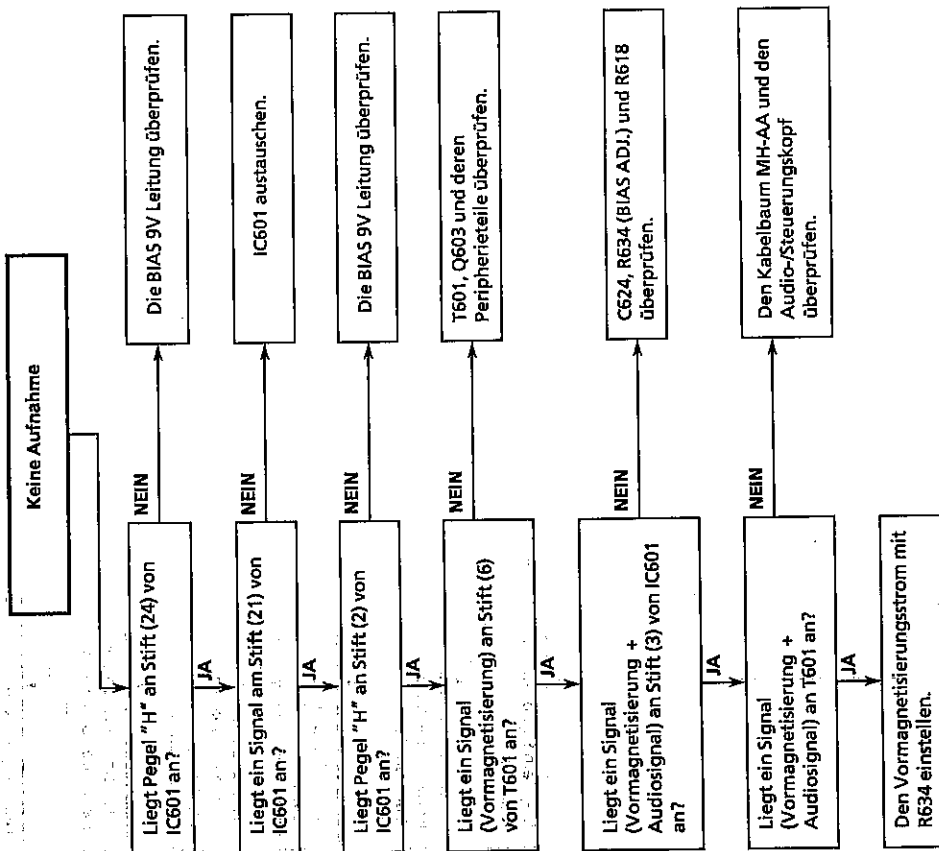 Keine Aufnahme
Liegt Pegel "H" an Stift (24) von
IC601 an?
NEIN
Die BIAS 9V Leitung überprüfen.
JA
Liegt ein Signal am Stift (21) von
IC601 an?
NEIN
IC601 austauschen.
JA
Liegt Pegel "H" an Stift (2) von
IC601 an?
NEIN
Die BIAS 9V Leitung überprüfen.
JA
Liegt ein Signal
(Vormagnetisierung) an Stift (6)
von T601 an?
NEIN
T601, Q603 und deren
Peripherieteile überprüfen.
JA
Liegt ein Signal
(Vormagnetisierung +
Audiosignal) an Stift (3) von IC601
an?
NEIN
C624, R634 (BIAS ADJ.) und R618
überprüfen.
JA
Liegt ein Signal
(Vormagnetisierung +
Audiosignal) an T601 an?
NEIN
Den Kabelbaum MH-AA und den
Audio-/Steuerungskopf
überprüfen.
JA
Den Vormagnetisierungsstrom mit
R634 einstellen.